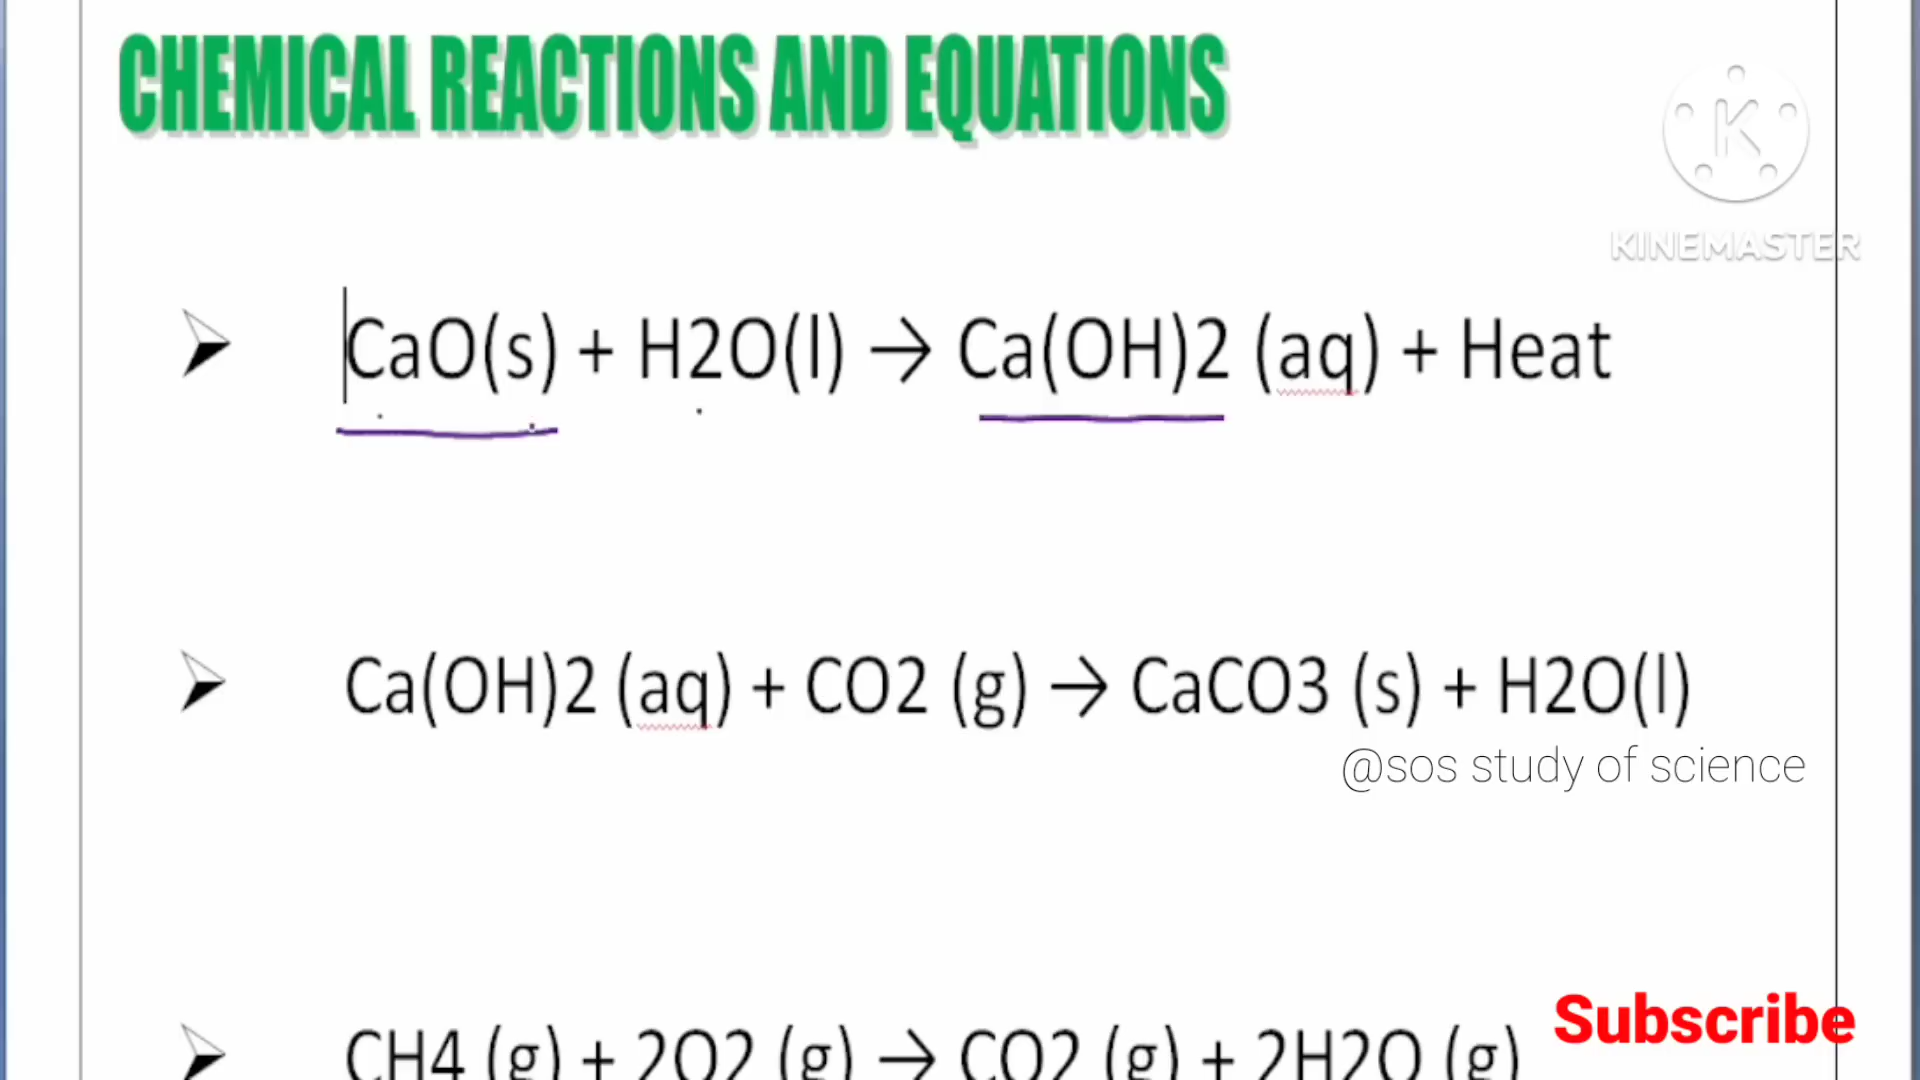 CHEMICAL REACTIONS AND EQUATIONS
K
KINEMASTER
CaO(s) + H2O(l) → Ca(OH)2 (aq) + Heat
Ca(OH)2 (aq) + CO2 (g) → CaCO3 (s) + H2O(l)
@sos study of science
CH4 (g) + 2O2 (g) → CO2 (g) + 2H2O (g)
Subscribe